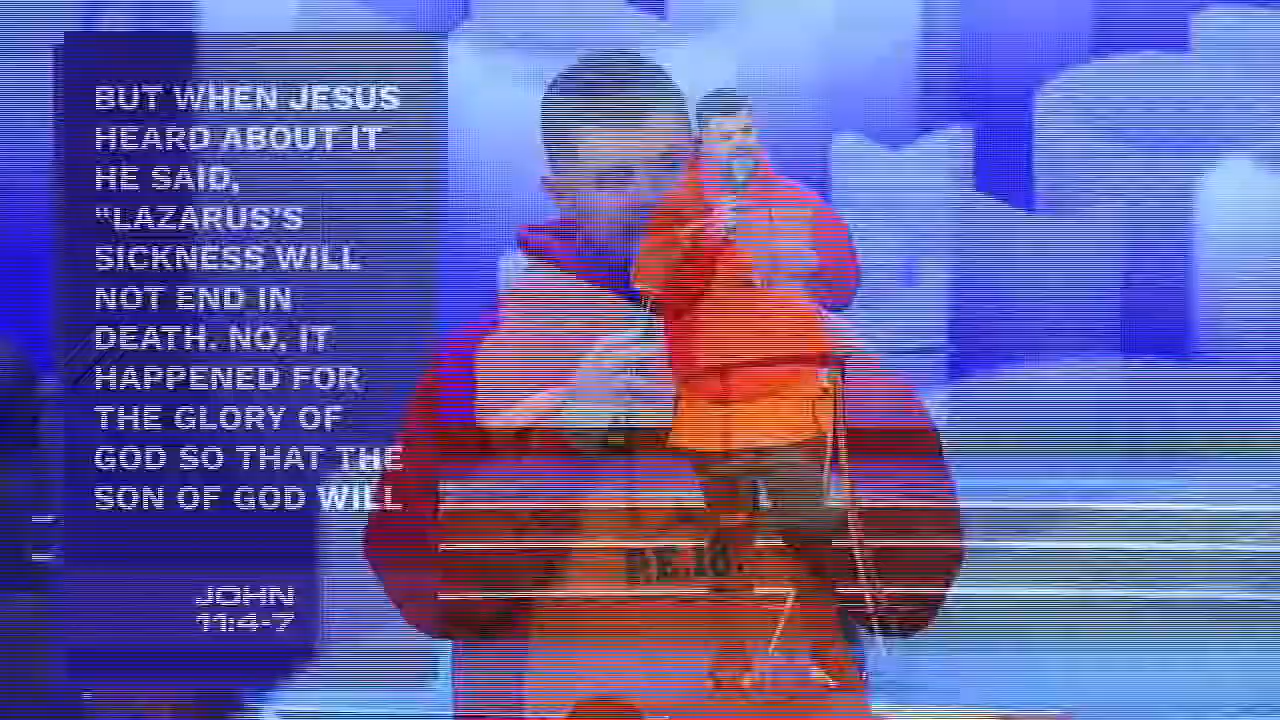 BUT WHEN JESUS
HEARD ABOUT IT
HE SAID,
“LAZARUS’S
SICKNESS WILL
NOT END IN
DEATH. NO, IT
HAPPENED FOR
THE GLORY OF
GOD SO THAT THE
SON OF GOD WILL
JOHN
11:4-7